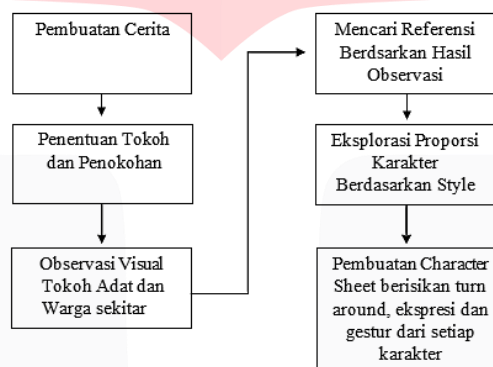 Pembuatan Cerita
Penentuan Tokoh
dan Penokohan
Observasi Visual
Tokoh Adat dan
Warga sekitar
Mencari Referensi
Berdsarkan Hasil
Observasi
Eksplorasi Proporsi
Karakter
Berdasarkan Style
Pembuatan Character
Sheet berisikan turn
around, ekspresi dan
gestur dari setiap
karakter